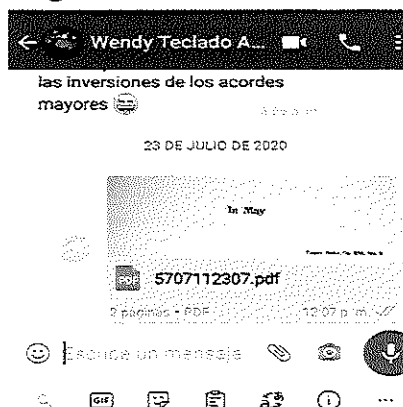 Wendy Teclado A...
las inversiones de los acordes
mayores
23 DE JULIO DE 2020
In May
PDF
5707112307.pdf
2 páginas • PDF
12:07 p. m.
Escribe un mensaje
GIF